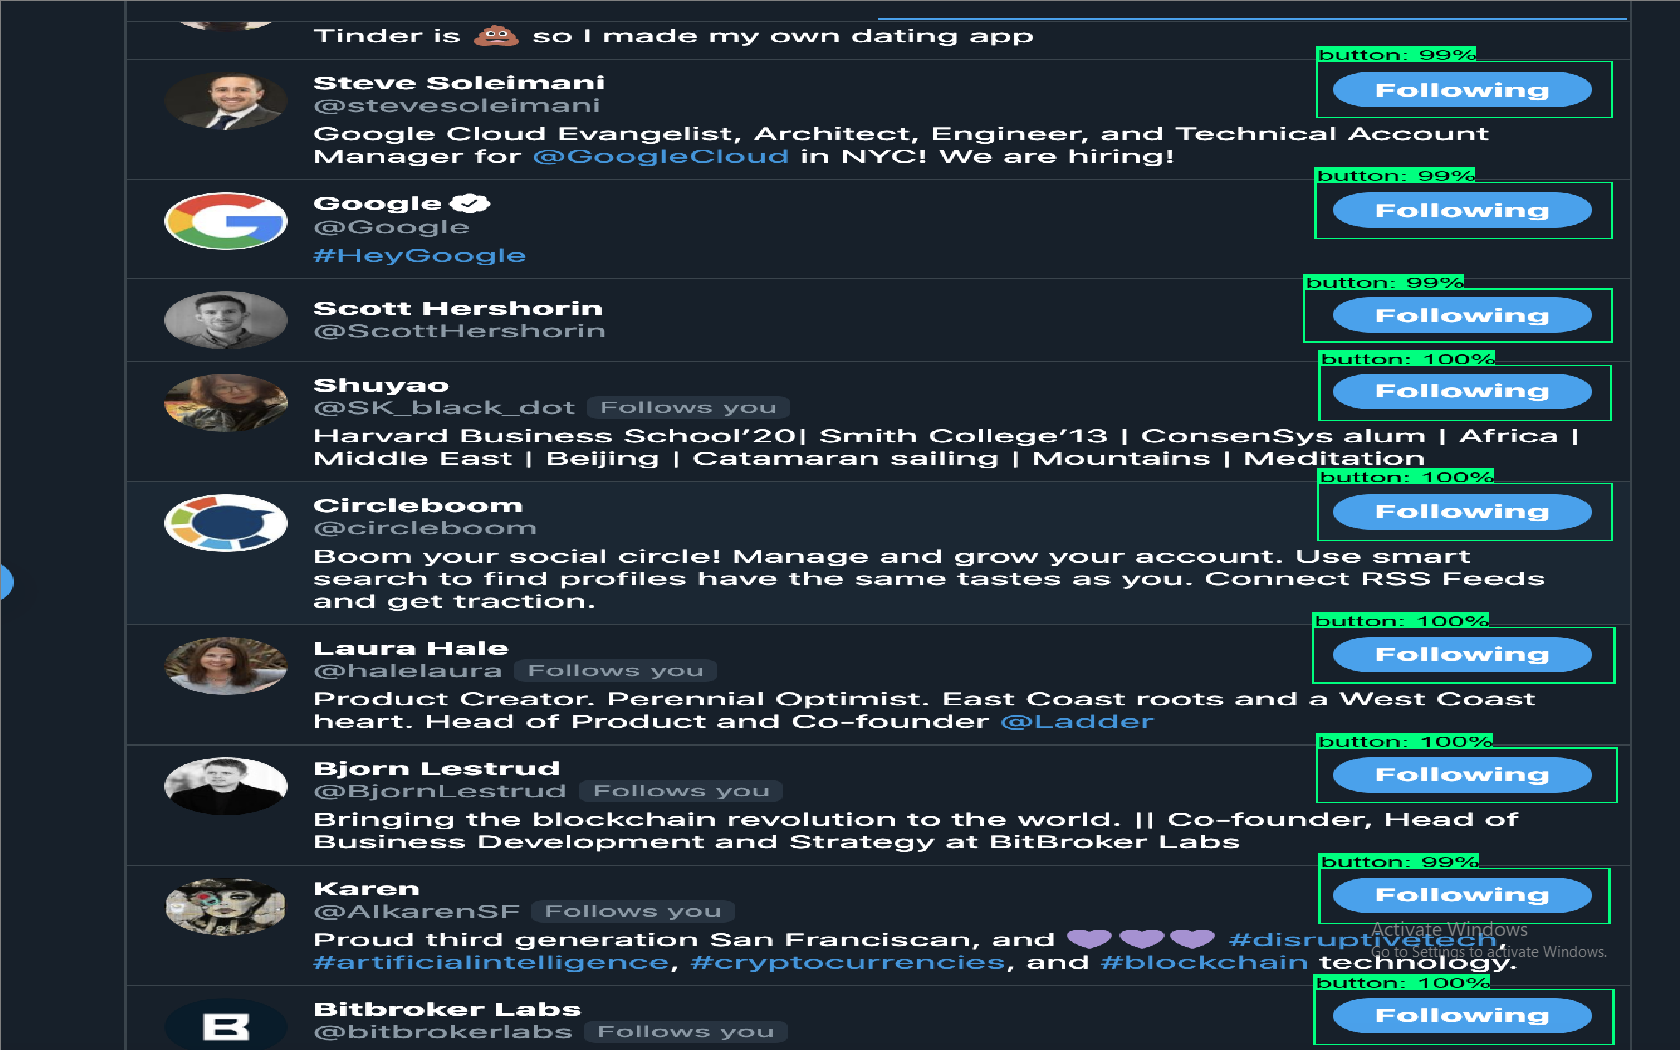 Tinder is 💩 so I made my own dating app
button: 99%
Steve Soleimani
Following
@stevesoleimani
Google Cloud Evangelist, Architect, Engineer, and Technical Account
Manager for @GoogleCloud in NYC! We are hiring!
button: 99%
Google
Following
@Google
#HeyGoogle
button: 99%
Scott Hershorin
Following
@ScottHershorin
button: 100%
Shuyao
Following
@SK_black_dot Follows you
Harvard Business School’20| Smith College’13 | ConsenSys alum | Africa |
Middle East | Beijing | Catamaran sailing | Mountains | Meditation
button: 100%
Circleboom
Following
@circleboom
Boom your social circle! Manage and grow your account. Use smart
search to find profiles have the same tastes as you. Connect RSS Feeds
and get traction.
button: 100%
Laura Hale
Following
@halelaura Follows you
Product Creator. Perennial Optimist. East Coast roots and a West Coast
heart. Head of Product and Co-founder @Ladder
button: 100%
Bjorn Lestrud
Following
@BjornLestrud Follows you
Bringing the blockchain revolution to the world. || Co-founder, Head of
Business Development and Strategy at BitBroker Labs
button: 99%
Karen
Following
@AlkarenSF Follows you
Activate Windows
Proud third generation San Franciscan, and 💜💜💜 #disruptivetech,
Go to Settings to activate Windows.
#artificialintelligence, #cryptocurrencies, and #blockchain technology.
button: 100%
Bitbroker Labs
Following
@bitbrokerlabs Follows you